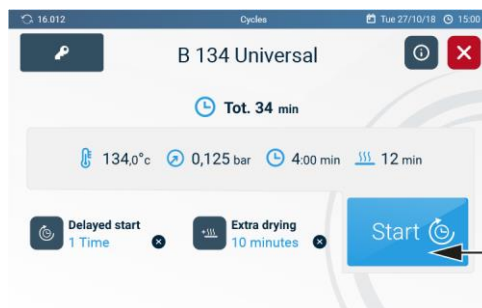 16.012 Cycles Tue 27/10/18 15:00
B 134 Universal
Tot. 34 min
134,0°c 0,125 bar 4:00 min 12 min
Delayed start
1 Time
Extra drying
10 minutes
Start